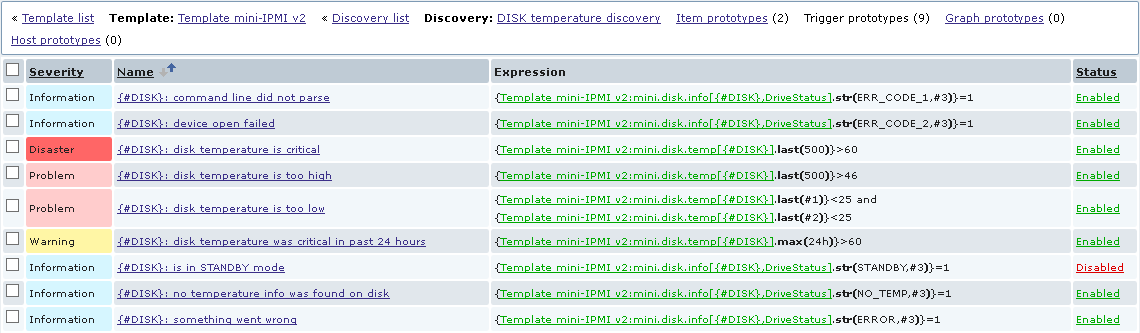 « Template list Template: Template mini-IPMI v2 « Discovery list Discovery: DISK temperature discovery Item prototypes (2) Trigger prototypes (9) Graph prototypes (0)
Host prototypes (0)
Severity Name Expression Status
Information {#DISK}: command line did not parse {Template mini-IPMI v2:mini.disk.info[{#DISK},DriveStatus].str(ERR_CODE_1,#3)}=1 Enabled
Information {#DISK}: device open failed {Template mini-IPMI v2:mini.disk.info[{#DISK},DriveStatus].str(ERR_CODE_2,#3)}=1 Enabled
Disaster {#DISK}: disk temperature is critical {Template mini-IPMI v2:mini.disk.temp[{#DISK}].last(500)}>60 Enabled
Problem {#DISK}: disk temperature is too high {Template mini-IPMI v2:mini.disk.temp[{#DISK}].last(500)}>46 Enabled
Problem {#DISK}: disk temperature is too low {Template mini-IPMI v2:mini.disk.temp[{#DISK}].last(#1)}<25 and
{Template mini-IPMI v2:mini.disk.temp[{#DISK}].last(#2)}<25 Enabled
Warning {#DISK}: disk temperature was critical in past 24 hours {Template mini-IPMI v2:mini.disk.temp[{#DISK}].max(24h)}>60 Enabled
Information {#DISK}: is in STANDBY mode {Template mini-IPMI v2:mini.disk.info[{#DISK},DriveStatus].str(STANDBY,#3)}=1 Disabled
Information {#DISK}: no temperature info was found on disk {Template mini-IPMI v2:mini.disk.info[{#DISK},DriveStatus].str(NO_TEMP,#3)}=1 Enabled
Information {#DISK}: something went wrong {Template mini-IPMI v2:mini.disk.info[{#DISK},DriveStatus].str(ERROR,#3)}=1 Enabled